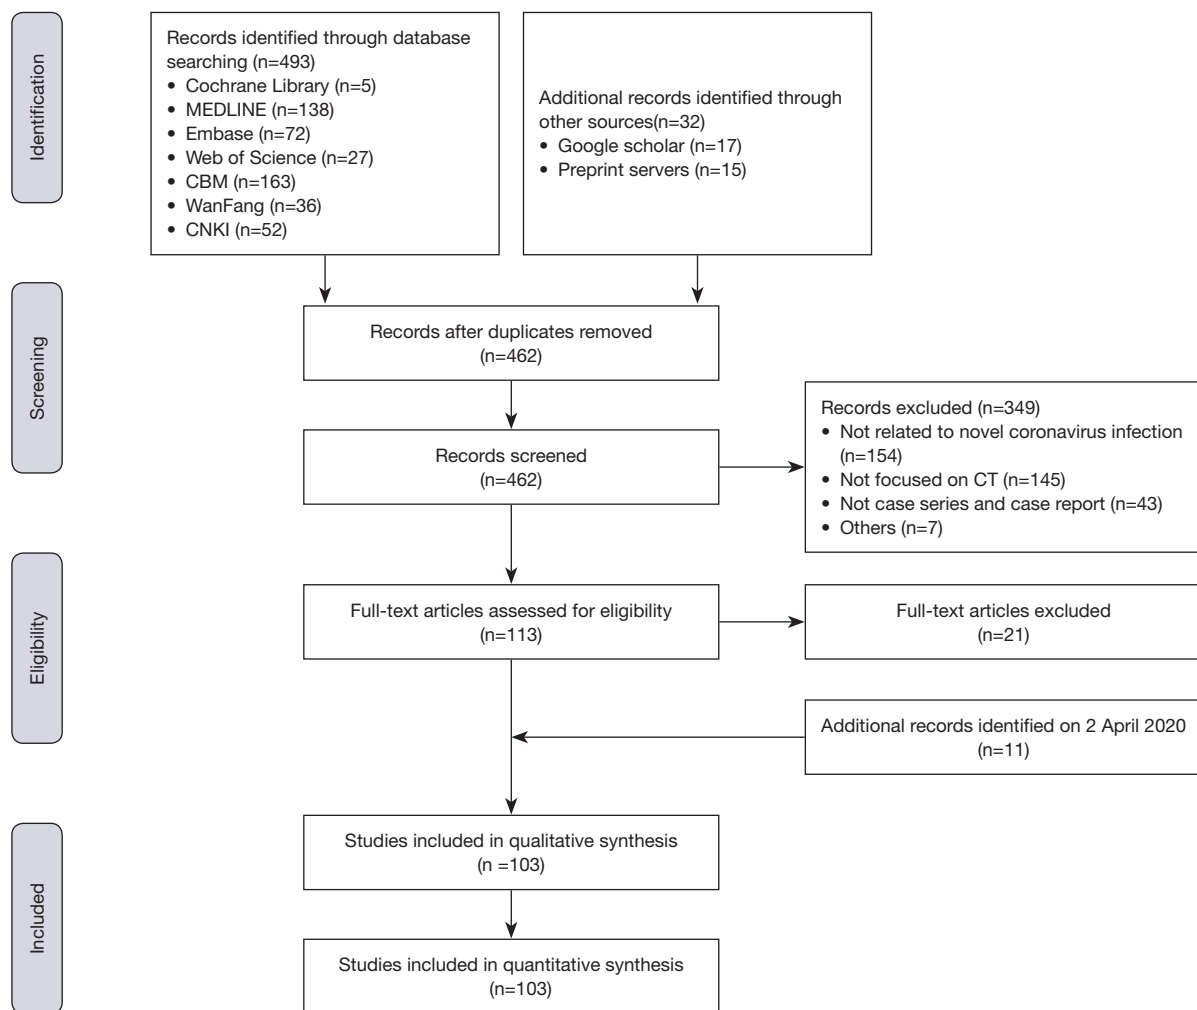 Identification
Records identified through database
searching (n=493)
• Cochrane Library (n=5)
• MEDLINE (n=138)
• Embase (n=72)
• Web of Science (n=27)
• CBM (n=163)
• WanFang (n=36)
• CNKI (n=52)
Additional records identified through
other sources(n=32)
• Google scholar (n=17)
• Preprint servers (n=15)
Screening
Records after duplicates removed
(n=462)
Records screened
(n=462)
Records excluded (n=349)
• Not related to novel coronavirus infection
(n=154)
• Not focused on CT (n=145)
• Not case series and case report (n=43)
• Others (n=7)
Eligibility
Full-text articles assessed for eligibility
(n=113)
Full-text articles excluded
(n=21)
Additional records identified on 2 April 2020
(n=11)
Included
Studies included in qualitative synthesis
(n =103)
Studies included in quantitative synthesis
(n=103)